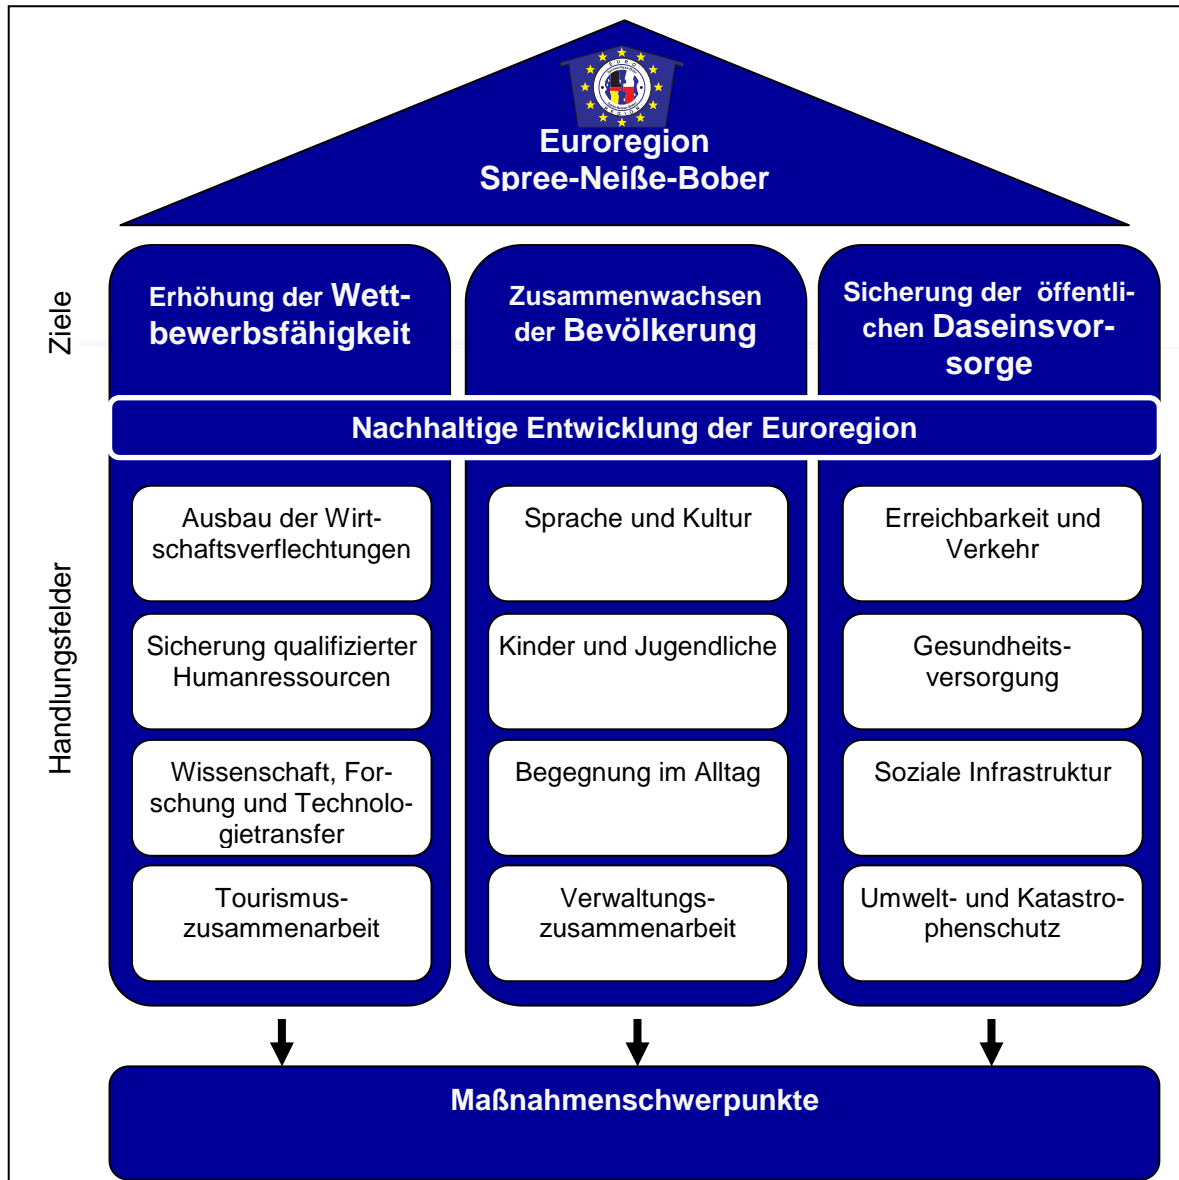 EURO
REGION
Euroregion
Spree-Neiße-Bober
Ziele
Erhöhung der Wett-
bewerbsfähigkeit
Zusammenwachsen
der Bevölkerung
Sicherung der öffentli-
chen Daseinsvor-
sorge
Nachhaltige Entwicklung der Euroregion
Handlungsfelder
Ausbau der Wirt-
schaftsverflechtungen
Sicherung qualifizierter
Humanressourcen
Wissenschaft, For-
schung und Technolo-
gietransfer
Tourismus-
zusammenarbeit
Sprache und Kultur
Kinder und Jugendliche
Begegnung im Alltag
Verwaltungs-
zusammenarbeit
Erreichbarkeit und
Verkehr
Gesundheits-
versorgung
Soziale Infrastruktur
Umwelt- und Katastro-
phenschutz
Maßnahmenschwerpunkte